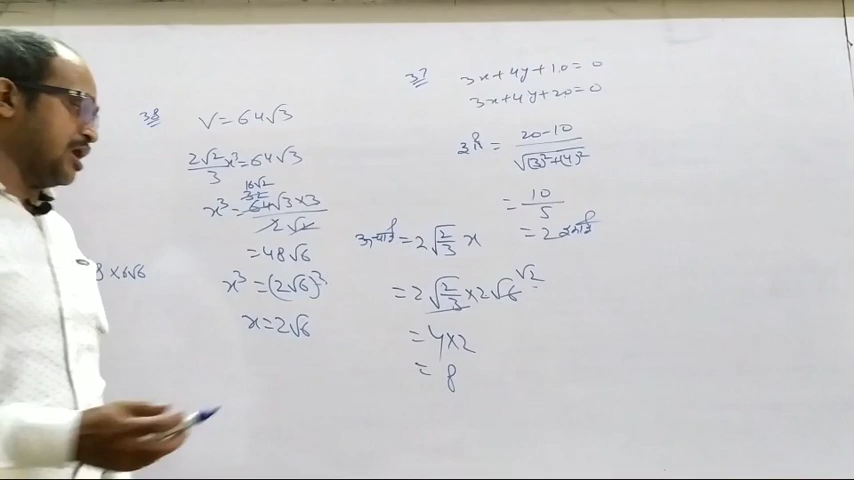 38
V = 64√3
2√2/3 x³ = 64√3
16√2
32
x³ = 64√3 × 3 / 2√2
= 48√6
x³ = (2√6)³
x = 2√6
8 × 6√6
= 2√(2/3) x
= 2√(2/3) × 2√6 √2
= 4×2
= 8
37
3x + 4y + 10 = 0
3x + 4y + 20 = 0
= 20-10 / √(3)²+(4)²
= 10/5
= 2 इकाई